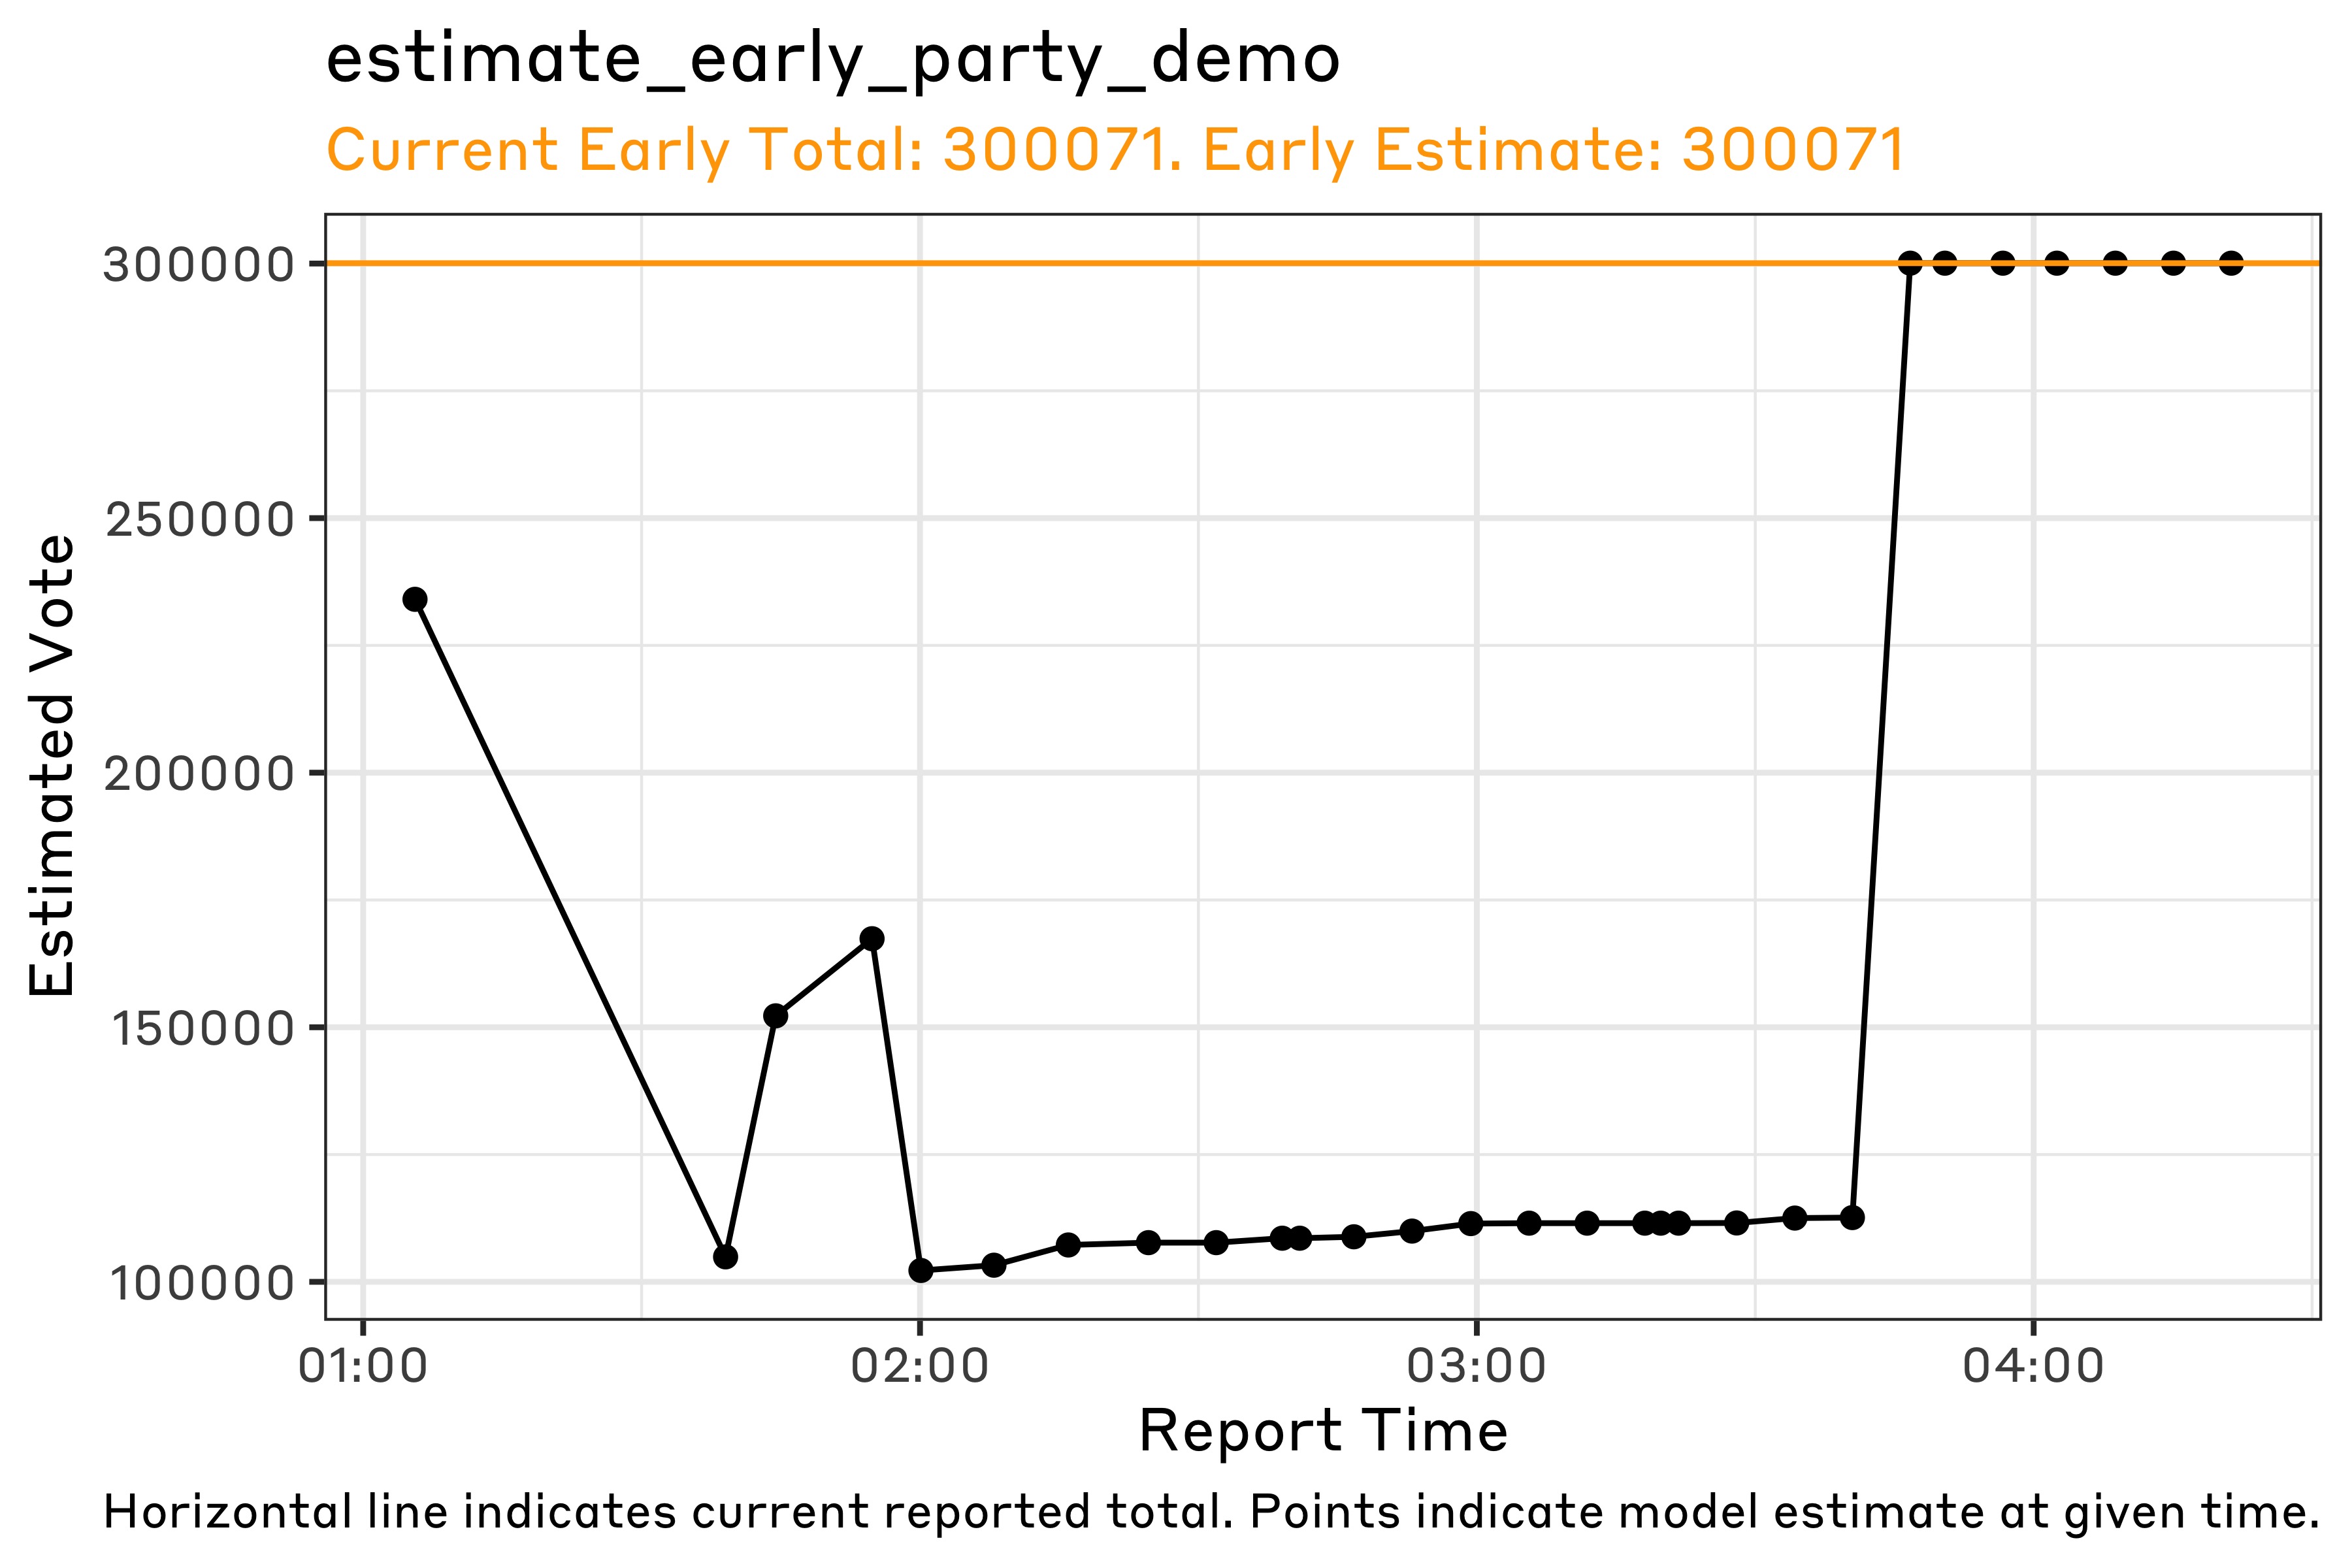 estimate_early_party_demo
Current Early Total: 300071. Early Estimate: 300071
300000
250000
200000
150000
100000
Estimated Vote
01:00 02:00 03:00 04:00
Report Time
Horizontal line indicates current reported total. Points indicate model estimate at given time.